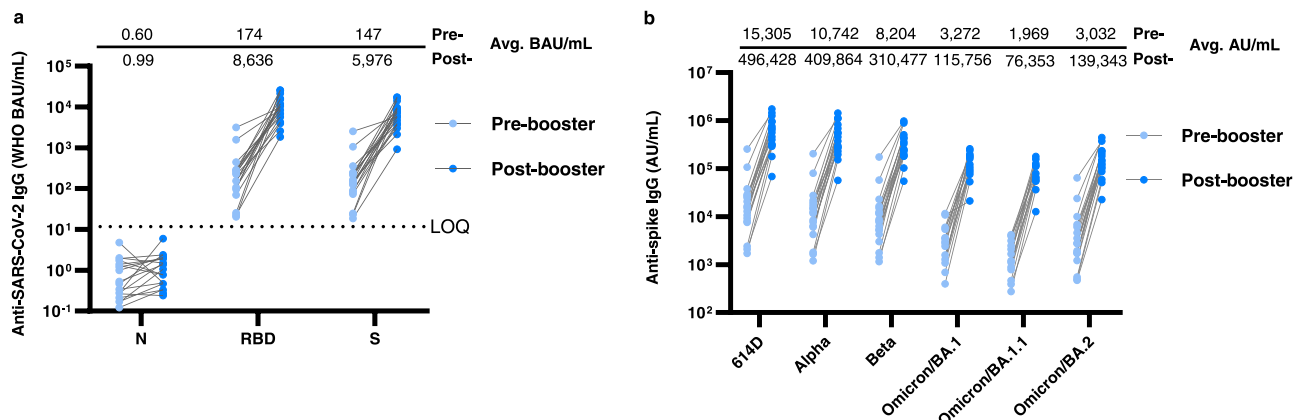 a
0.60 174 147 Pre-
Avg. BAU/mL
0.99 8,636 5,976 Post-
Anti-SARS-CoV-2 IgG (WHO BAU/mL)
10^5
10^4
10^3
10^2
10^1
10^0
10^-1
Pre-booster
Post-booster
LOQ
N RBD S
b
15,305 10,742 8,204 3,272 1,969 3,032 Pre-
Avg. AU/mL
496,428 409,864 310,477 115,756 76,353 139,343 Post-
Anti-spike IgG (AU/mL)
10^7
10^6
10^5
10^4
10^3
10^2
Pre-booster
Post-booster
614D
Alpha
Beta
Omicron/BA.1
Omicron/BA.1.1
Omicron/BA.2